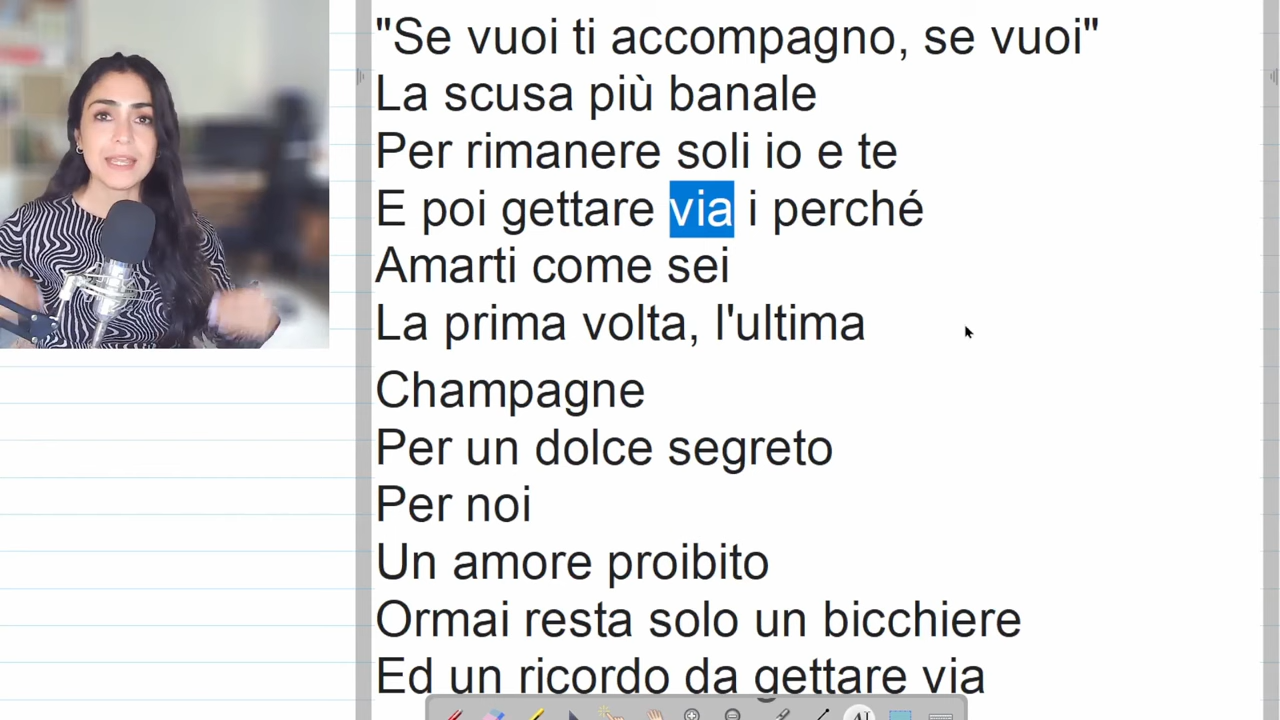 "Se vuoi ti accompagno, se vuoi"
La scusa più banale
Per rimanere soli io e te
E poi gettare via i perché
Amarti come sei
La prima volta, l'ultima
Champagne
Per un dolce segreto
Per noi
Un amore proibito
Ormai resta solo un bicchiere
Ed un ricordo da gettare via